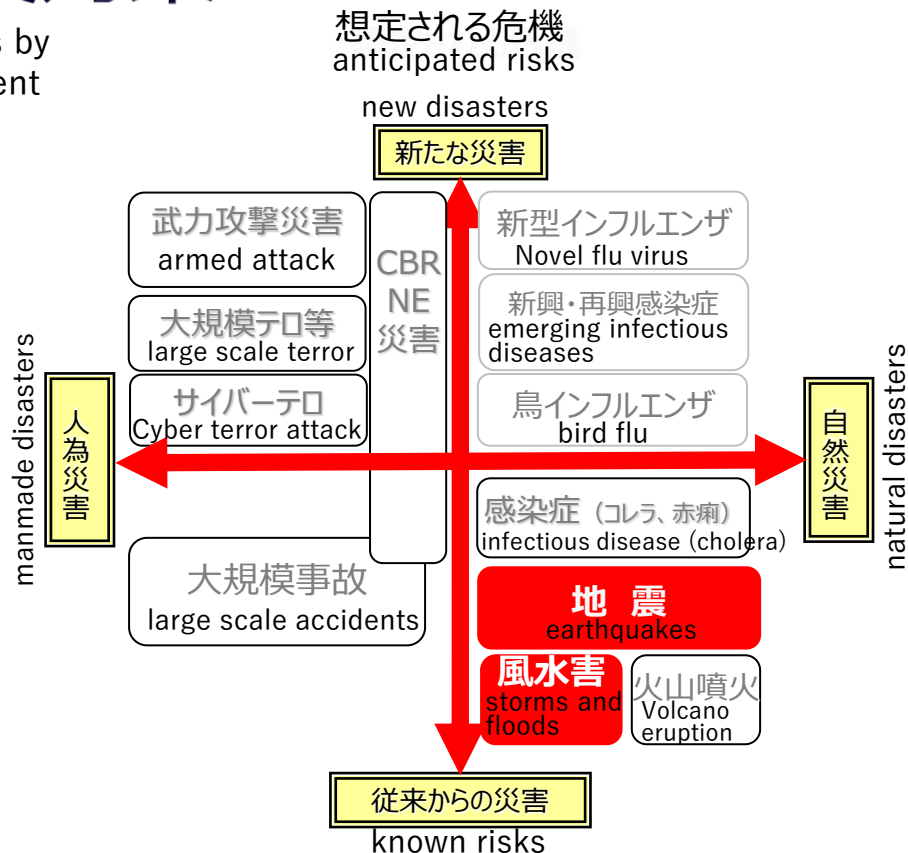 s by
ent
想定される危機
anticipated risks
new disasters
新たな災害
武力攻撃災害
armed attack
大規模テロ等
large scale terror
サイバーテロ
Cyber terror attack
CBR
NE
災害
新型インフルエンザ
Novel flu virus
新興・再興感染症
emerging infectious
diseases
鳥インフルエンザ
bird flu
manmade disasters
人為災害
自然災害
natural disasters
感染症（コレラ、赤痢）
infectious disease (cholera)
大規模事故
large scale accidents
地 震
earthquakes
風水害
storms and
floods
火山噴火
Volcano
eruption
従来からの災害
known risks